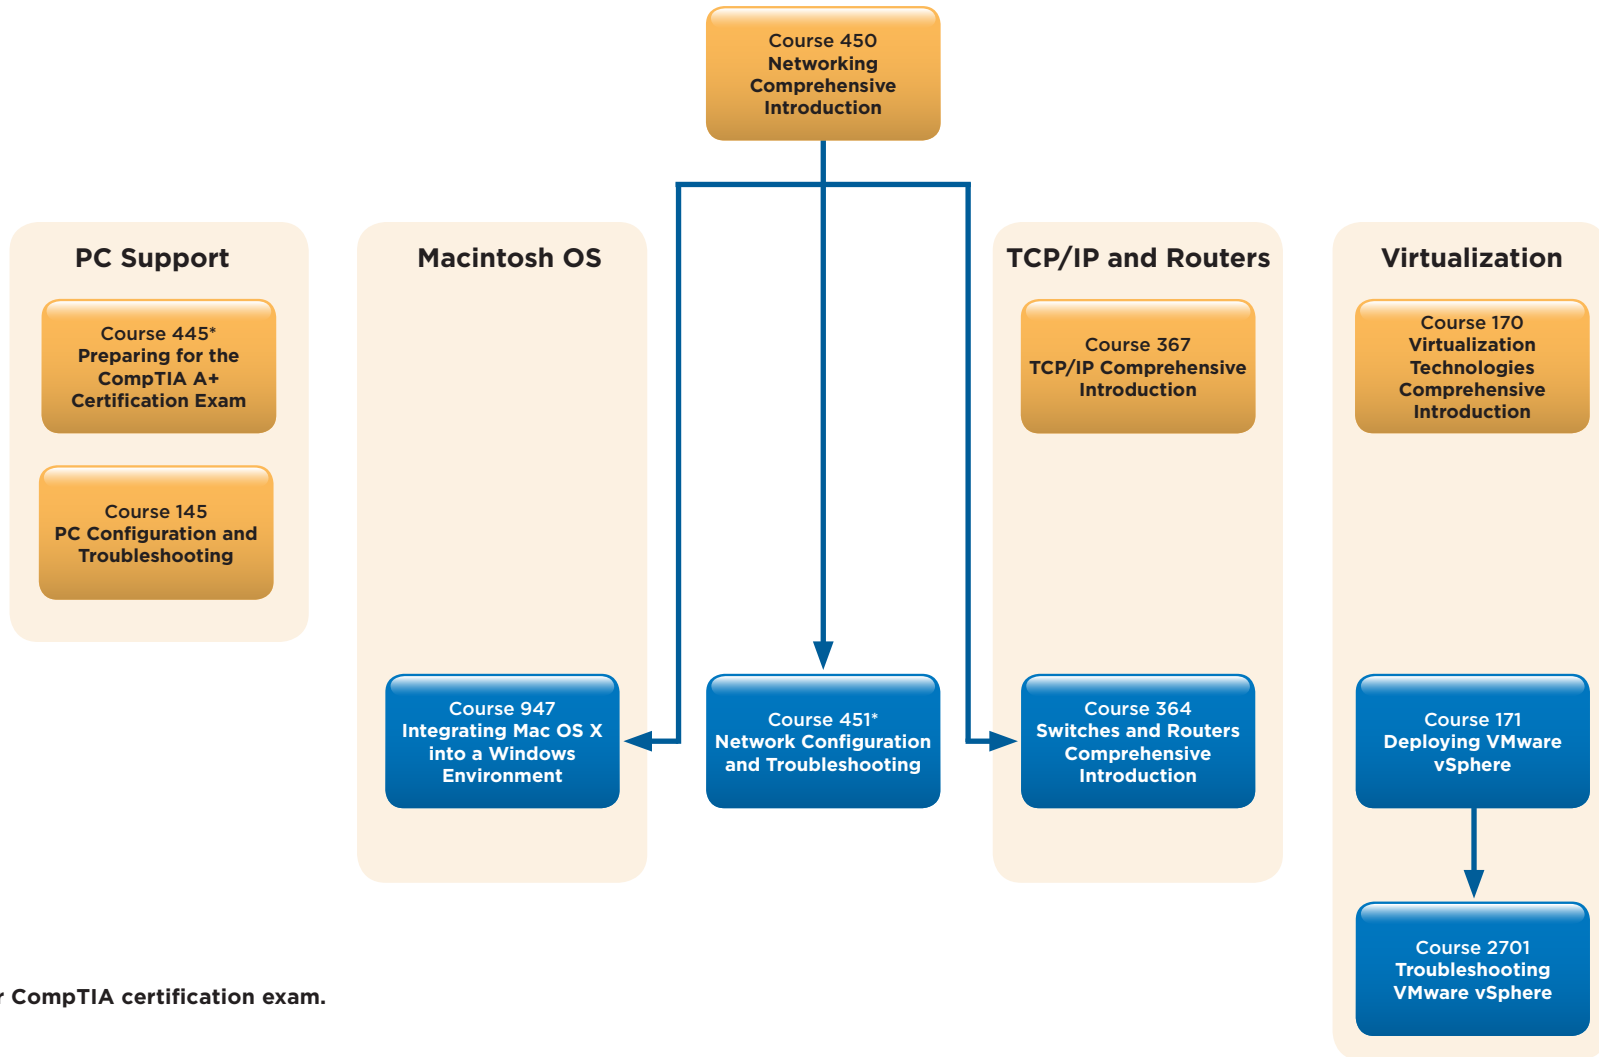 Course 450
Networking
Comprehensive
Introduction
PC Support
Course 445*
Preparing for the
CompTIA A+
Certification Exam
Course 145
PC Configuration and
Troubleshooting
Macintosh OS
Course 947
Integrating Mac OS X
into a Windows
Environment
Course 451*
Network Configuration
and Troubleshooting
TCP/IP and Routers
Course 367
TCP/IP Comprehensive
Introduction
Course 364
Switches and Routers
Comprehensive
Introduction
Virtualization
Course 170
Virtualization
Technologies
Comprehensive
Introduction
Course 171
Deploying VMware
vSphere
Course 2701
Troubleshooting
VMware vSphere
CompTIA certification exam.